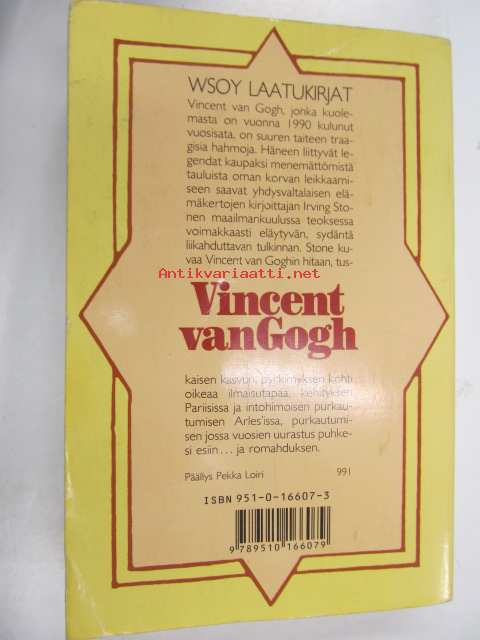 WSOY LAATUKIRJAT
Vincent van Gogh, jonka kuole-
masta on vuonna 1990 kulunut
vuosisata, on suuren taiteen traa-
gisia hahmoja. Häneen liittyvät le-
gendat kaupaksi menemättömistä
tauluista oman korvan leikkaami-
seen saavat yhdysvaltalaisen elä-
mäkertojen kirjoittajan Irving Sto-
nen maailmankuulussa teoksessa
voimakkaasti eläytyvän, sydäntä
liikahduttavan tulkinnan. Stone ku-
vaa Vincent van Goghin hitaan, tus-
Antikvariaatti.net
Vincent
vanGogh
kaisen kasvun, pyrkimyksen kohti
oikeaa ilmaisutapaa, kehityksen
Pariisissa ja intohimoisen purkau-
tumisen Arles'issa, purkautumi-
sen jossa vuosien uurastus puhke-
si esiin... ja romahduksen.
Päällys Pekka Loiri 991
ISBN 951-0-16607-3
9 789510 166079